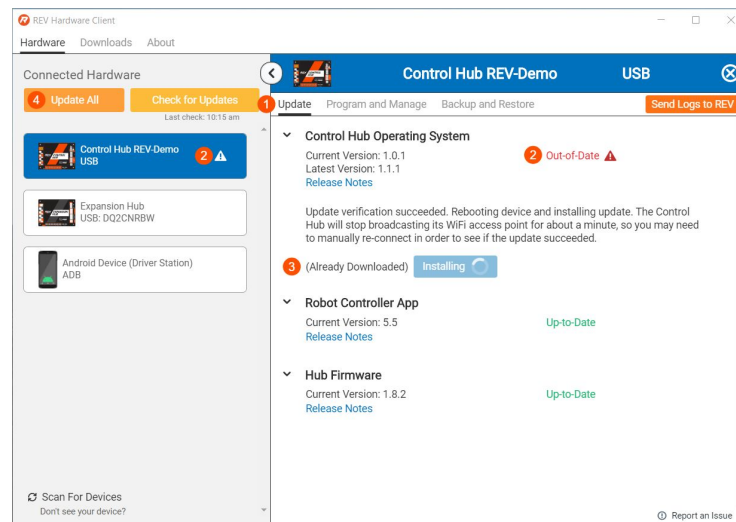 REV Hardware Client
Hardware Downloads About
Connected Hardware
4 Update All Check for Updates
Last check: 10:15 am
Control Hub REV-Demo
USB
2
Expansion Hub
USB: DQ2CNRBW
Android Device (Driver Station)
ADB
Scan For Devices
Don't see your device?
Control Hub REV-Demo USB
1 Update Program and Manage Backup and Restore Send Logs to REV
Control Hub Operating System
Current Version: 1.0.1 2 Out-of-Date
Latest Version: 1.1.1
Release Notes
Update verification succeeded. Rebooting device and installing update. The Control
Hub will stop broadcasting its WiFi access point for about a minute, so you may need
to manually re-connect in order to see if the update succeeded.
3 (Already Downloaded) Installing
Robot Controller App
Current Version: 5.5 Up-to-Date
Release Notes
Hub Firmware
Current Version: 1.8.2 Up-to-Date
Release Notes
Report an Issue